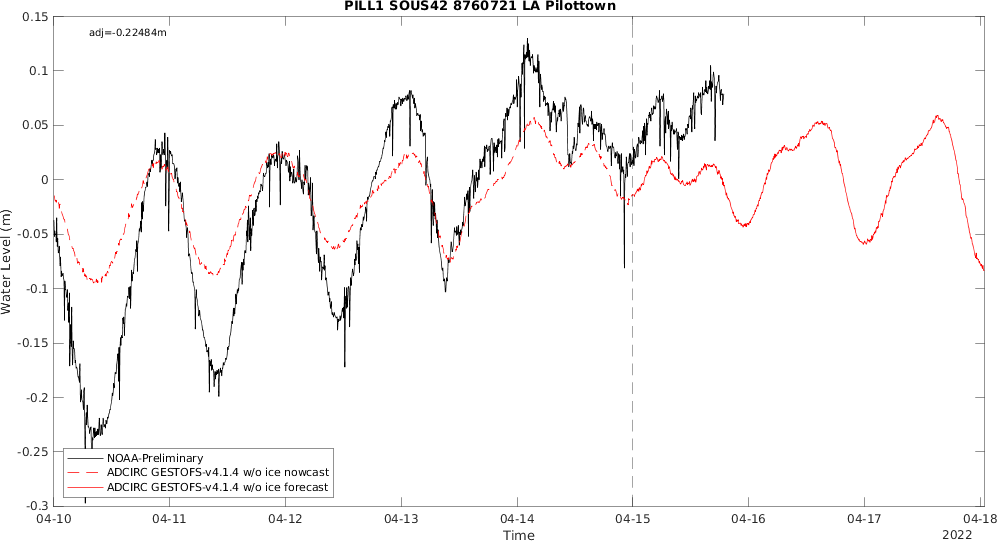 PILL1 SOUS42 8760721 LA Pilottown
adj=-0.22484m
0.15
0.1
0.05
0
-0.05
-0.1
-0.15
-0.2
-0.25
-0.3
Water Level (m)
NOAA-Preliminary
ADCIRC GESTOFS-v4.1.4 w/o ice nowcast
ADCIRC GESTOFS-v4.1.4 w/o ice forecast
04-10 04-11 04-12 04-13 04-14 04-15 04-16 04-17 04-18
Time
2022